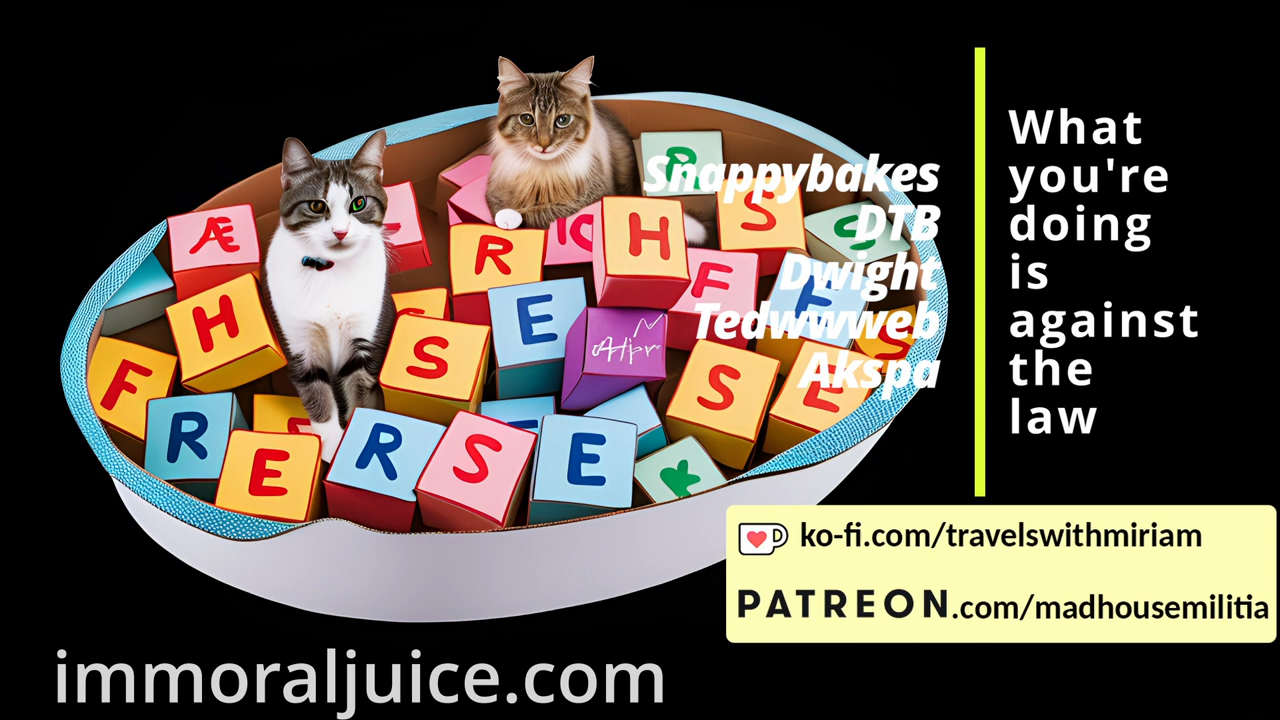 Snappybakes
DTB
Dwight
Tedwwweb
Akspa
What
you're
doing
is
against
the
law
Æ
R
H
S
H
E
F
F
S
S
R
E
R
S
E
ko-fi.com/travelswithmiriam
PATREON.com/madhousemilitia
immoraljuice.com